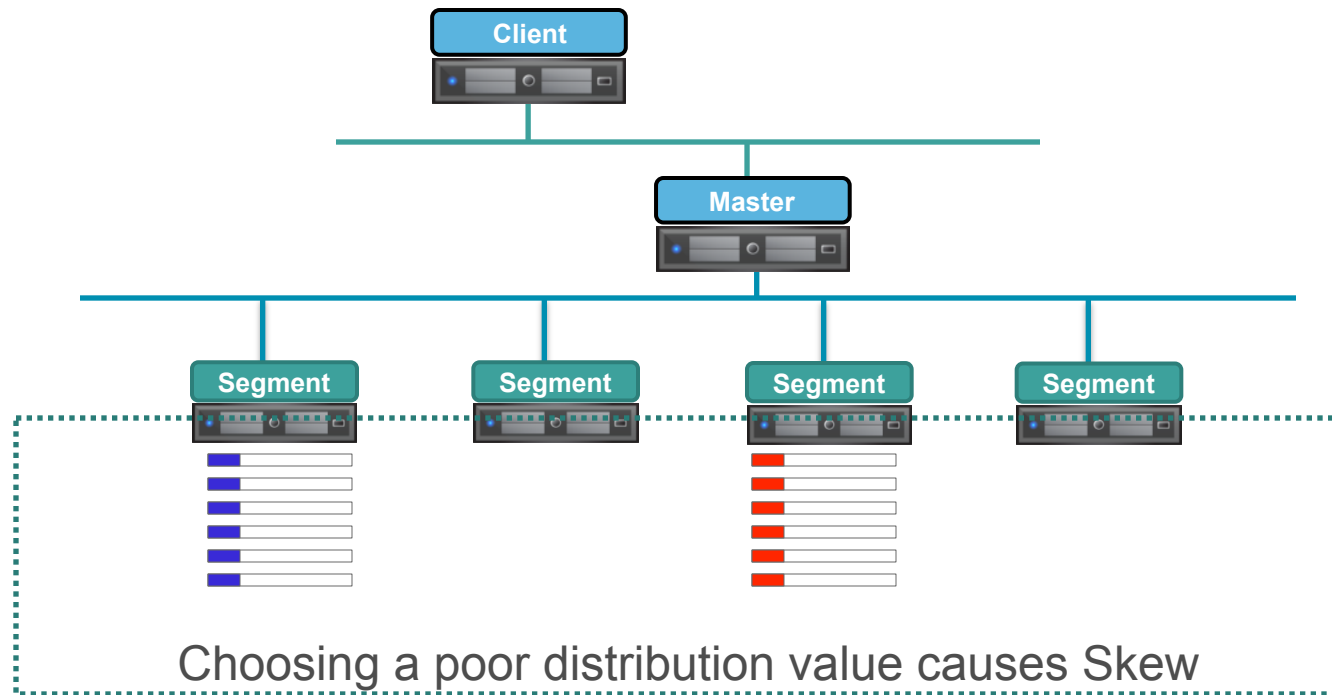 Client
Master
Segment
Segment
Segment
Segment
Choosing a poor distribution value causes Skew